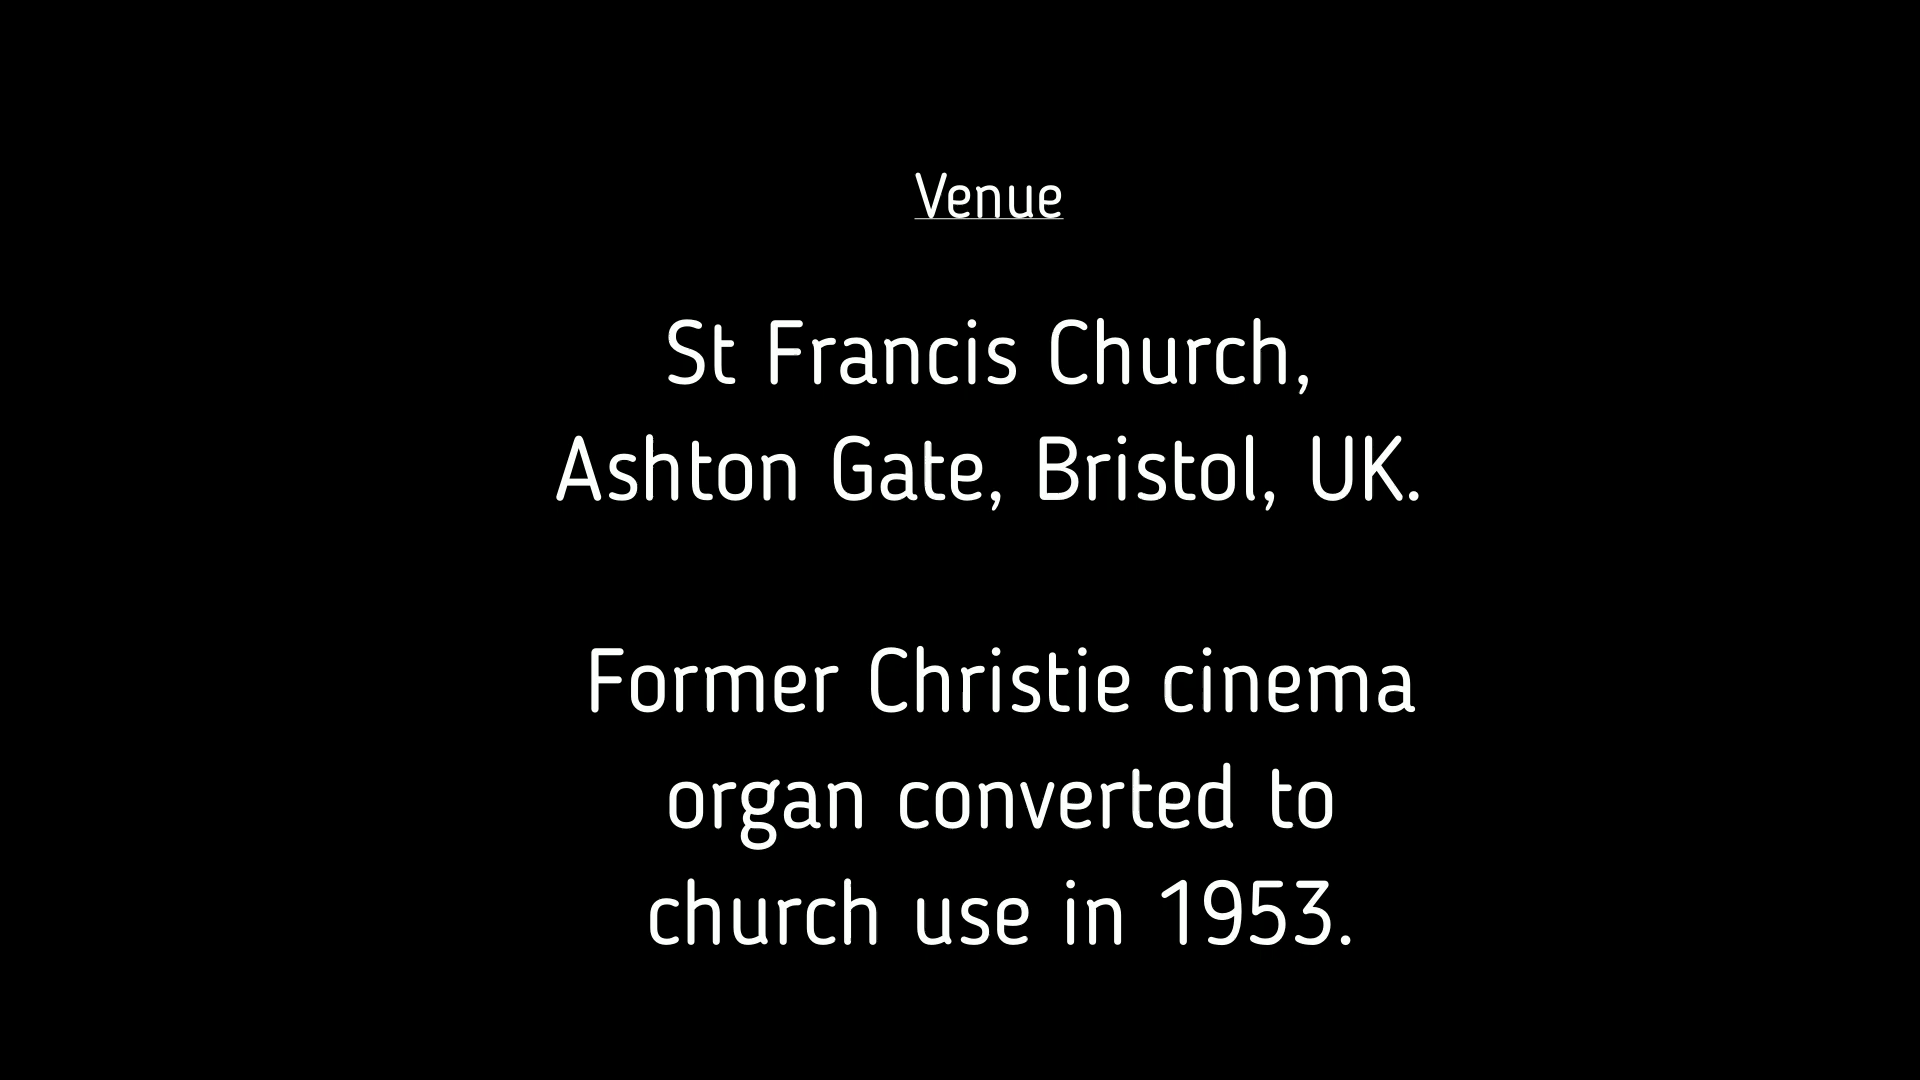 Venue
St Francis Church,
Ashton Gate, Bristol, UK.
Former Christie cinema
organ converted to
church use in 1953.